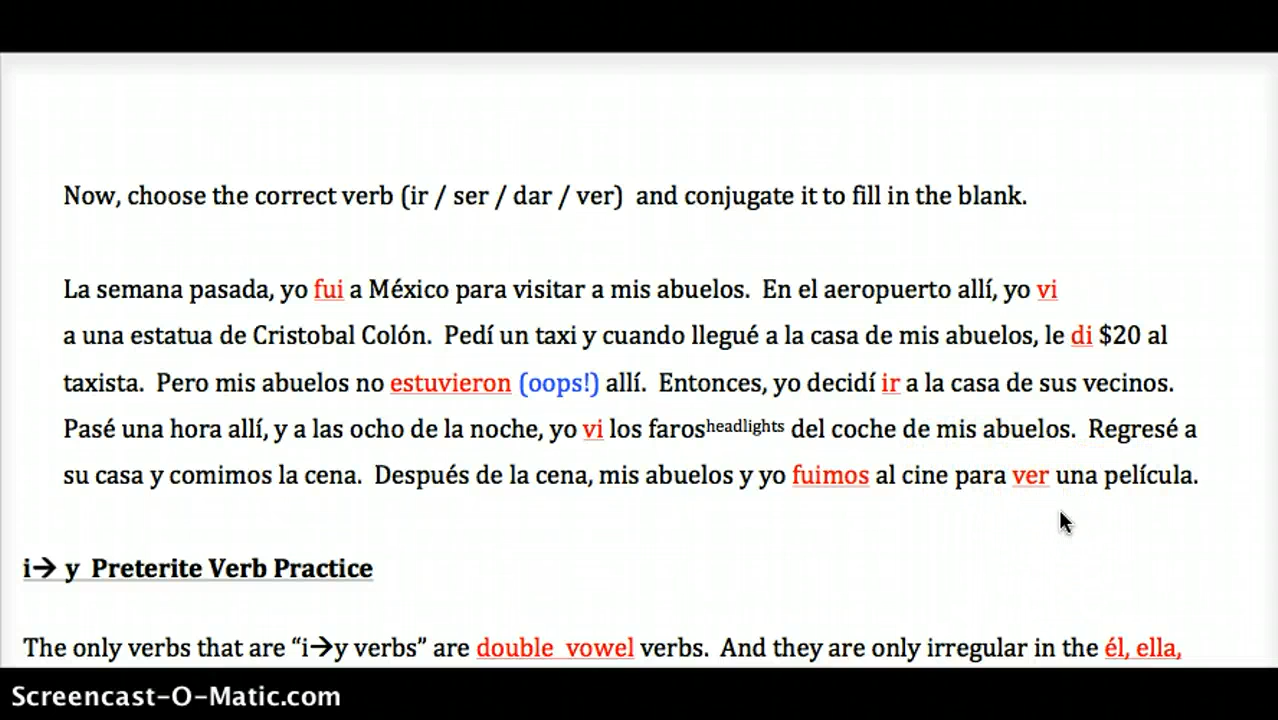 Now, choose the correct verb (ir / ser / dar / ver)  and conjugate it to fill in the blank.
La semana pasada, yo fui a México para visitar a mis abuelos.  En el aeropuerto allí, yo vi
a una estatua de Cristobal Colón.  Pedí un taxi y cuando llegué a la casa de mis abuelos, le di $20 al
taxista.  Pero mis abuelos no estuvieron (oops!) allí.  Entonces, yo decidí ir a la casa de sus vecinos.
Pasé una hora allí, y a las ocho de la noche, yo vi los faros headlights del coche de mis abuelos.  Regresé a
su casa y comimos la cena.  Después de la cena, mis abuelos y yo fuimos al cine para ver una película.
i→ y  Preterite Verb Practice
The only verbs that are “i→y verbs” are double  vowel verbs.  And they are only irregular in the él, ella,
Screencast-O-Matic.com